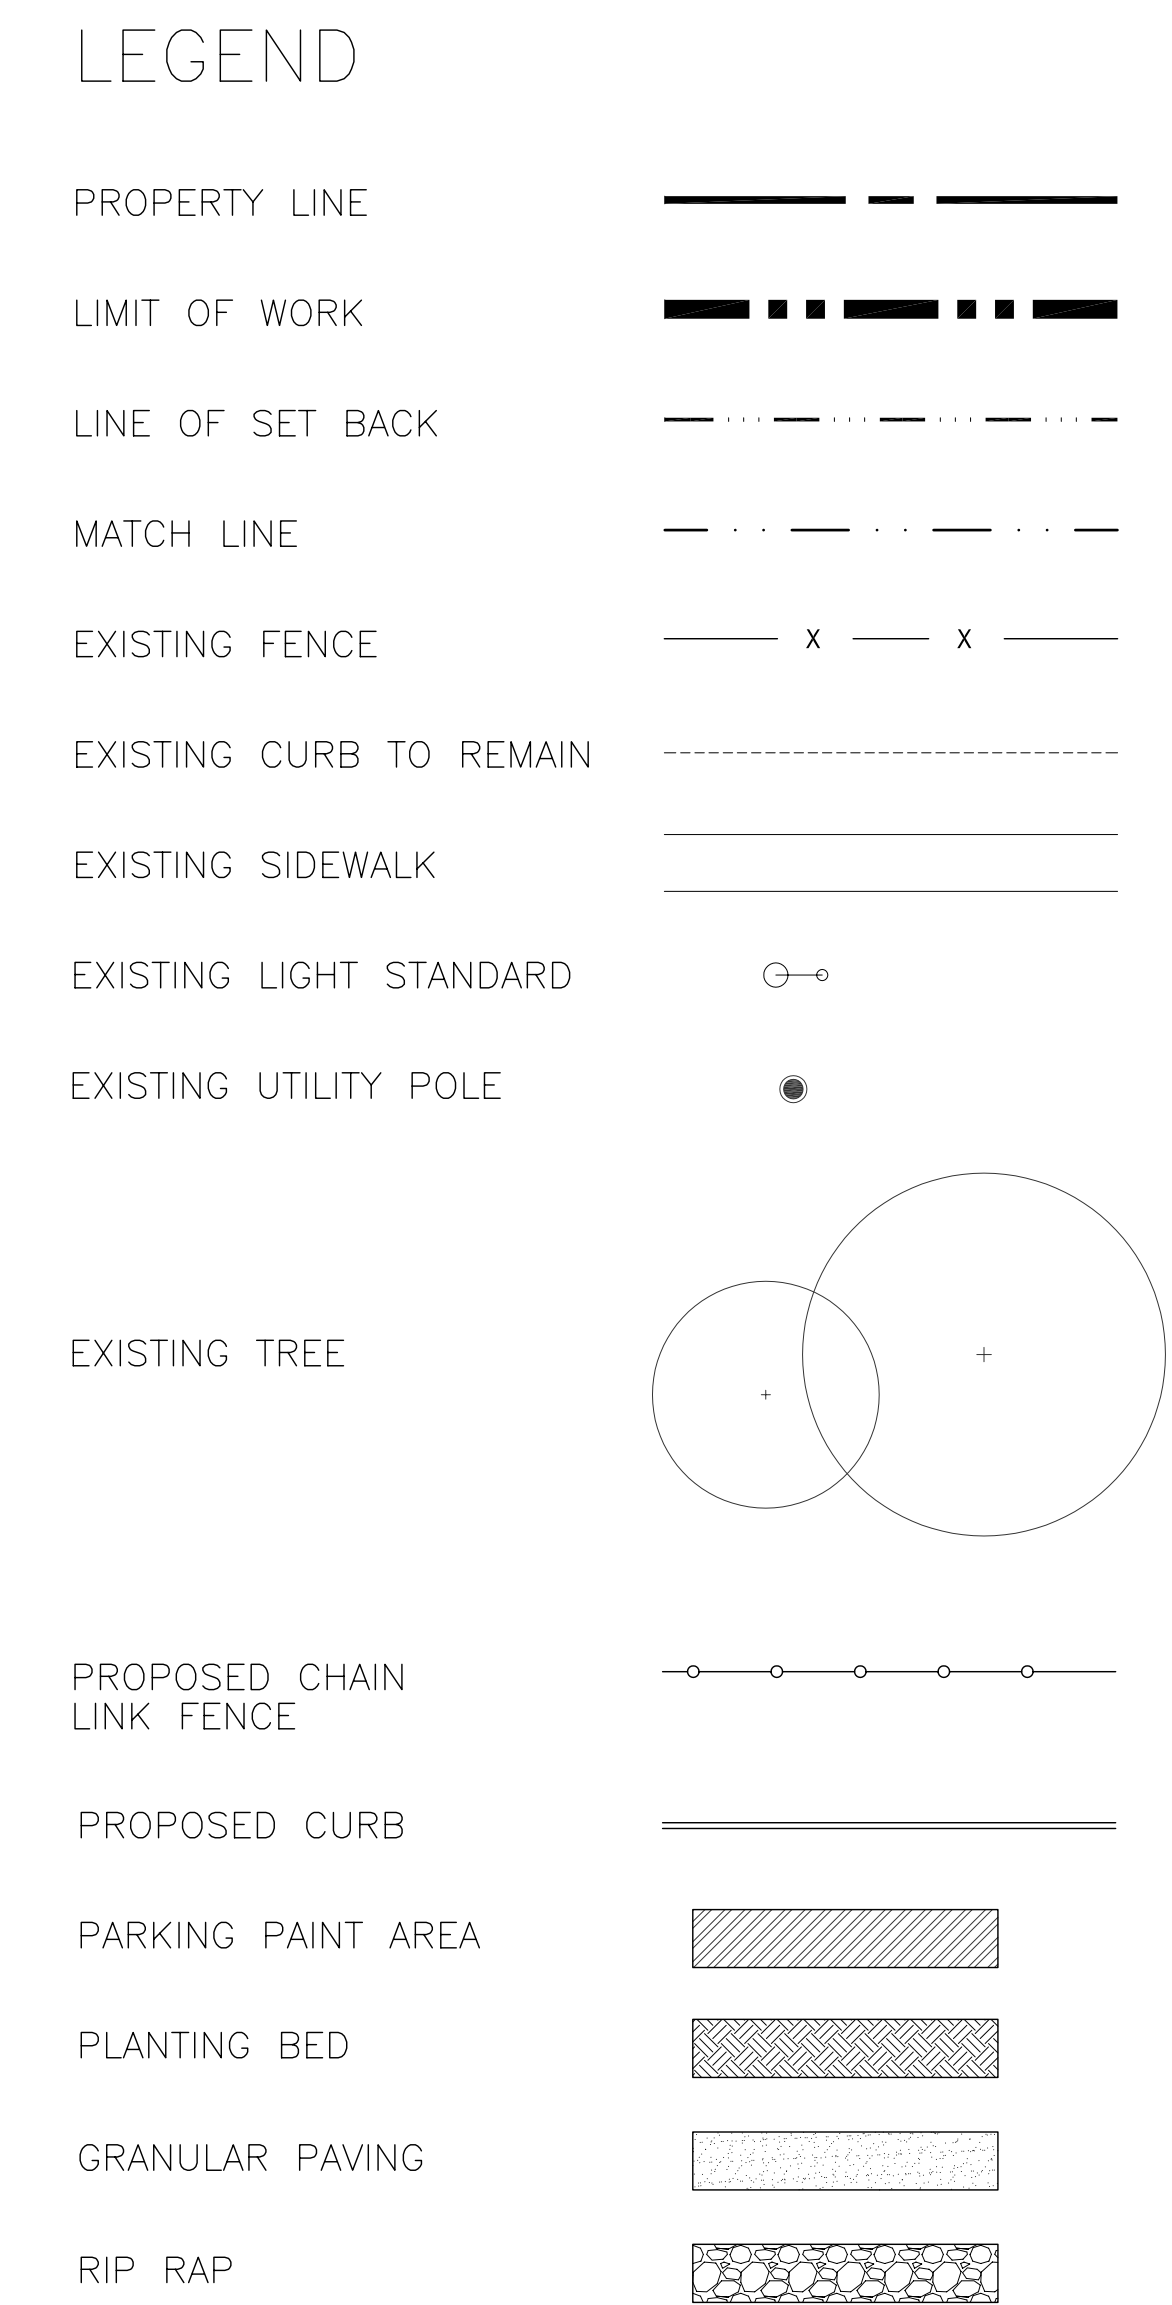 LEGEND
PROPERTY LINE
LIMIT OF WORK
LINE OF SET BACK
MATCH LINE
EXISTING FENCE
X X
EXISTING CURB TO REMAIN
EXISTING SIDEWALK
EXISTING LIGHT STANDARD
EXISTING UTILITY POLE
EXISTING TREE
PROPOSED CHAIN
LINK FENCE
PROPOSED CURB
PARKING PAINT AREA
PLANTING BED
GRANULAR PAVING
RIP RAP